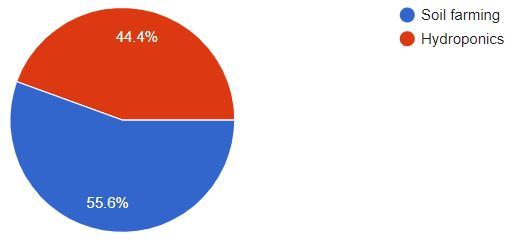 Soil farming
Hydroponics
44.4%
55.6%